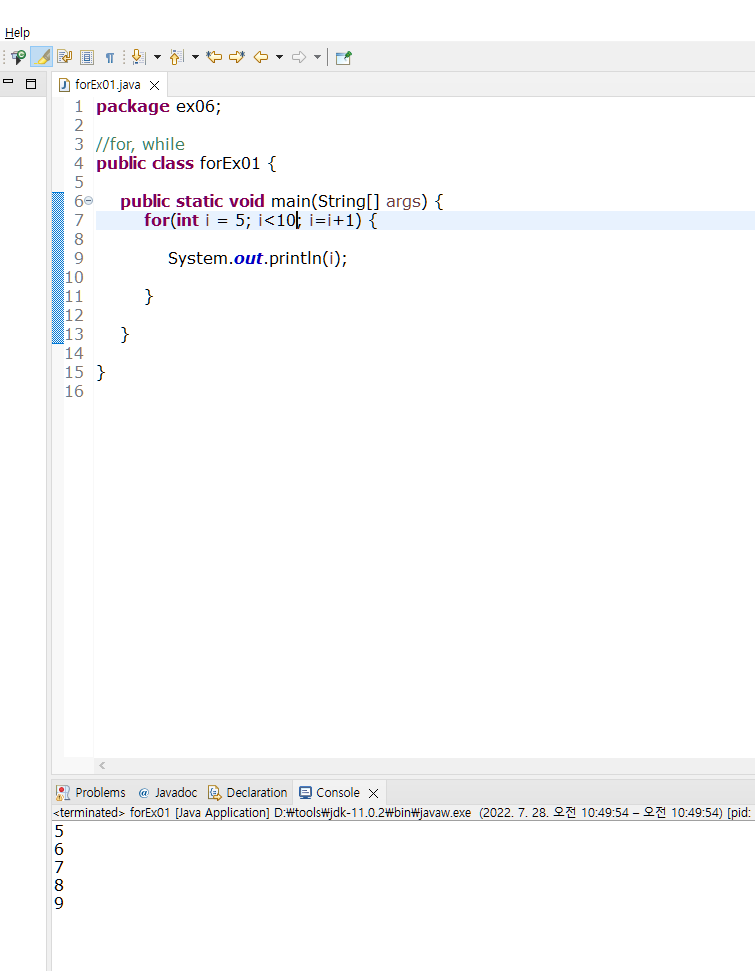 Help
forEx01.java
1 package ex06;
2
3 //for, while
4 public class forEx01 {
5
6 public static void main(String[] args) {
7 for(int i = 5; i<10; i=i+1) {
8
9 System.out.println(i);
10
11 }
12
13 }
14
15 }
16
Problems @ Javadoc Declaration Console
<terminated> forEx01 [Java Application] D:₩tools₩jdk-11.0.2₩bin₩javaw.exe (2022. 7. 28. 오전 10:49:54 – 오전 10:49:54) [pid:
5
6
7
8
9